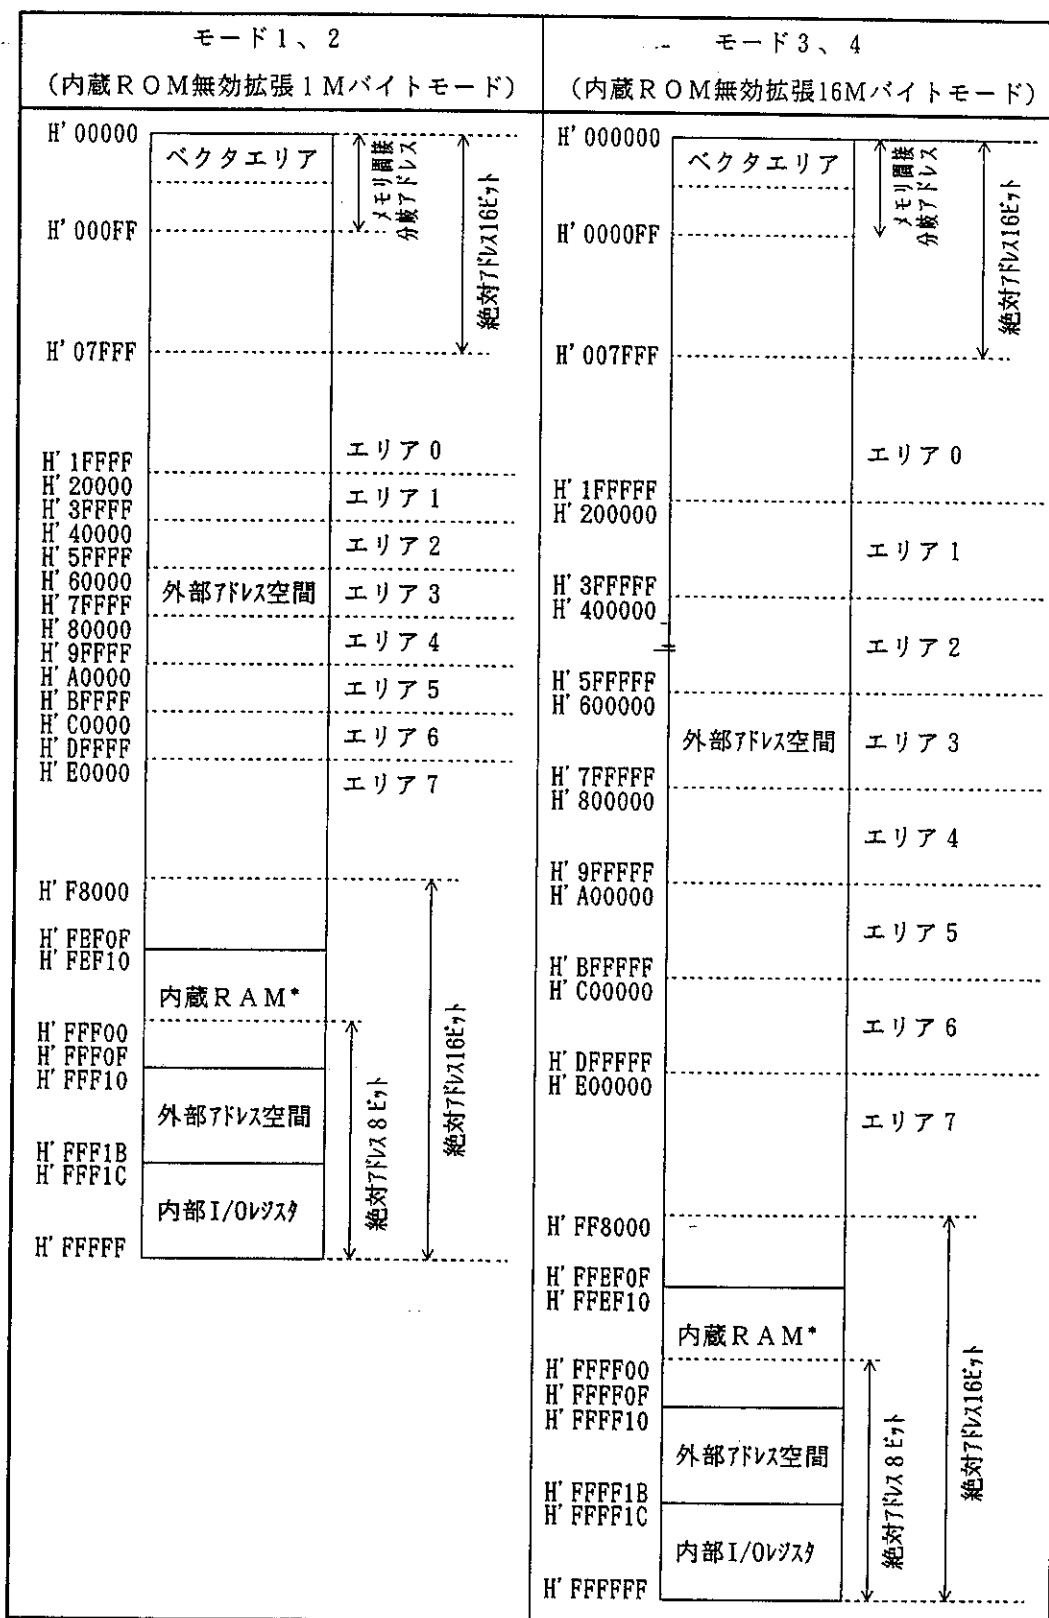 モード1、2
(内蔵ROM無効拡張1Mバイトモード)
H'00000
ベクタエリア
メモリ間接
分岐アドレス
絶対アドレス16ビット
H'000FF
H'07FFF
エリア0
H'1FFFF
H'20000
エリア1
H'3FFFF
H'40000
エリア2
H'5FFFF
H'60000
外部アドレス空間
エリア3
H'7FFFF
H'80000
エリア4
H'9FFFF
H'A0000
エリア5
H'BFFFF
H'C0000
エリア6
H'DFFFF
H'E0000
エリア7
H'F8000
H'FEF0F
H'FEF10
内蔵RAM*
H'FFF00
H'FFF0F
H'FFF10
外部アドレス空間
H'FFF1B
H'FFF1C
内部I/Oレジスタ
H'FFFFF
絶対アドレス8ビット
絶対アドレス16ビット
モード3、4
(内蔵ROM無効拡張16Mバイトモード)
H'000000
ベクタエリア
メモリ間接
分岐アドレス
絶対アドレス16ビット
H'0000FF
H'007FFF
エリア0
H'1FFFFF
H'200000
エリア1
H'3FFFFF
H'400000
エリア2
H'5FFFFF
H'600000
外部アドレス空間
エリア3
H'7FFFFF
H'800000
エリア4
H'9FFFFF
H'A00000
エリア5
H'BFFFFF
H'C00000
エリア6
H'DFFFFF
H'E00000
エリア7
H'FF8000
H'FFEF0F
H'FFEF10
内蔵RAM*
H'FFFF00
H'FFFF0F
H'FFFF10
外部アドレス空間
H'FFFF1B
H'FFFF1C
内部I/Oレジスタ
H'FFFFFF
絶対アドレス8ビット
絶対アドレス16ビット